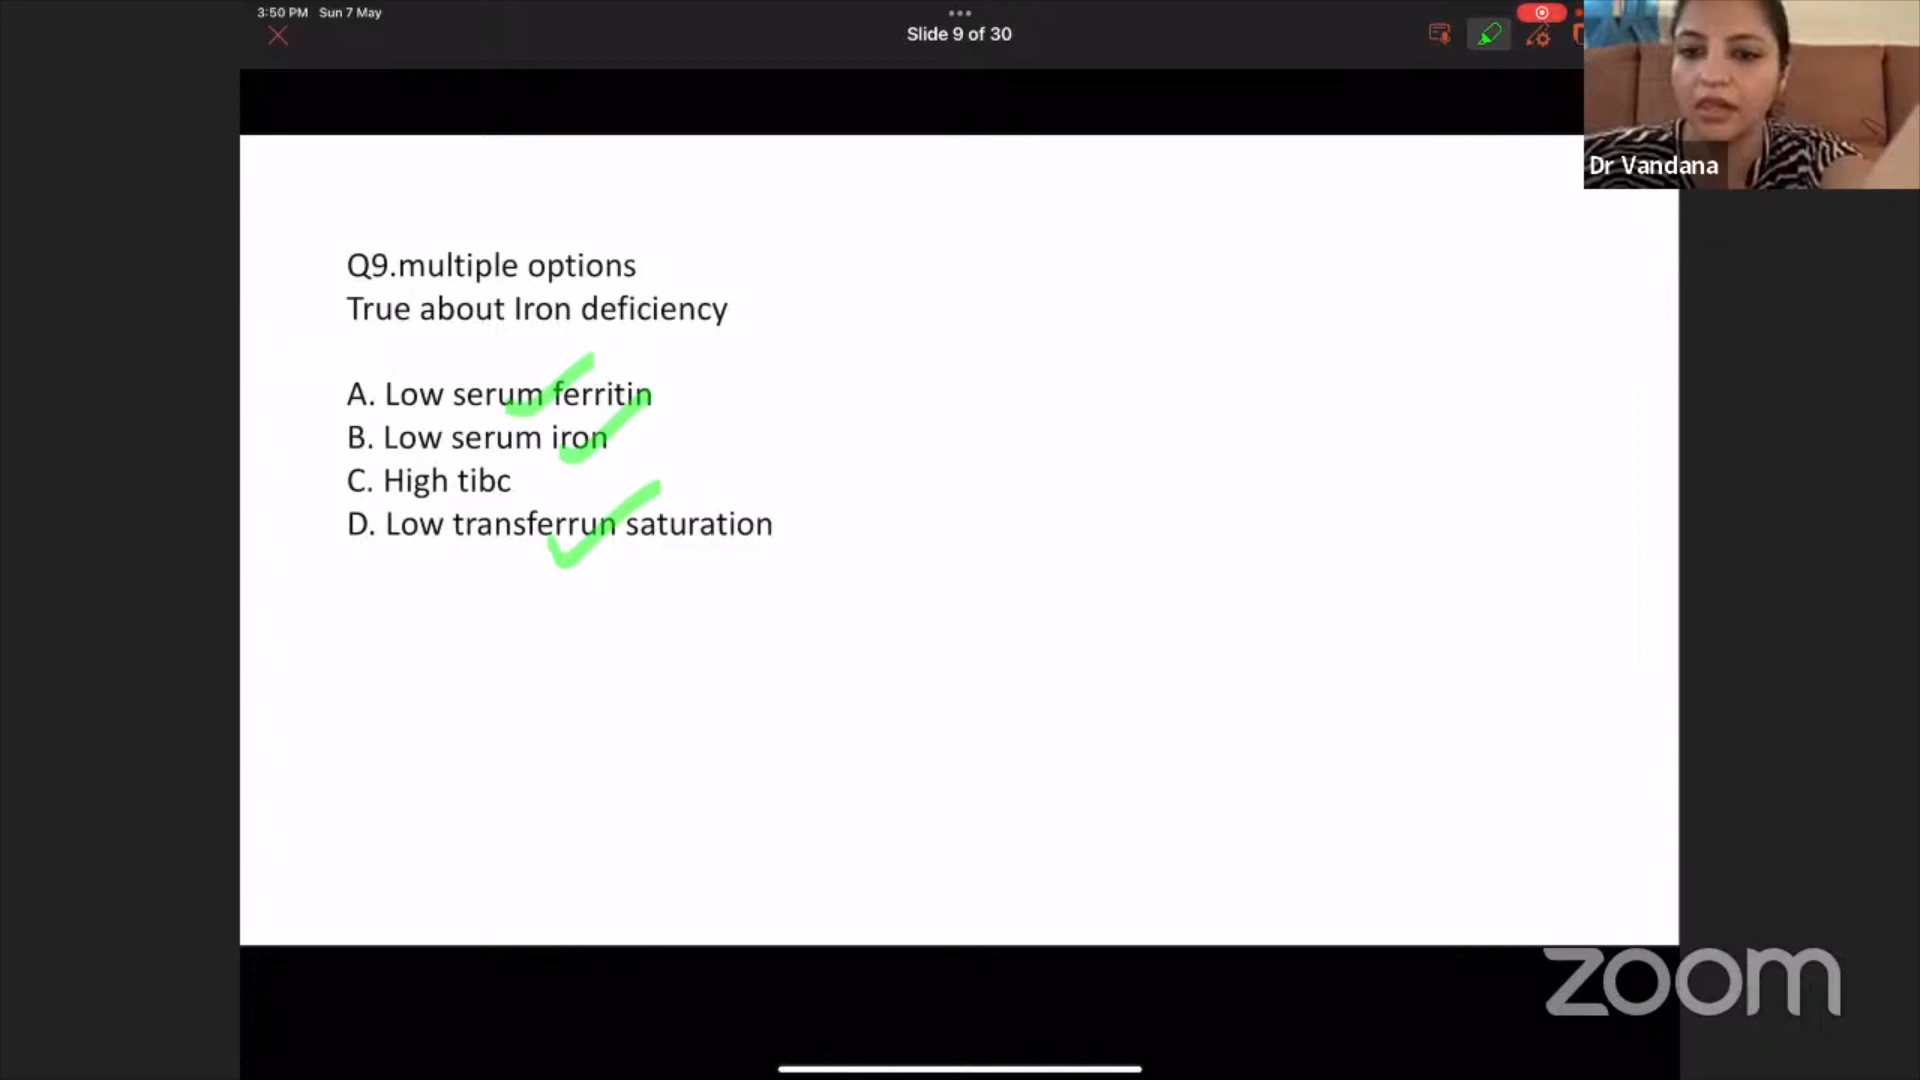 3:50 PM Sun 7 May
Slide 9 of 30
Dr Vandana
Q9.multiple options
True about Iron deficiency
A. Low serum ferritin
B. Low serum iron
C. High tibc
D. Low transferrun saturation
zoom